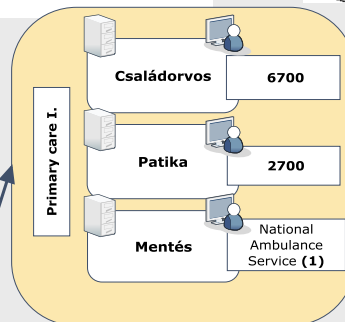 Primary care I.
Családorvos
6700
Patika
2700
Mentés
National
Ambulance
Service (1)